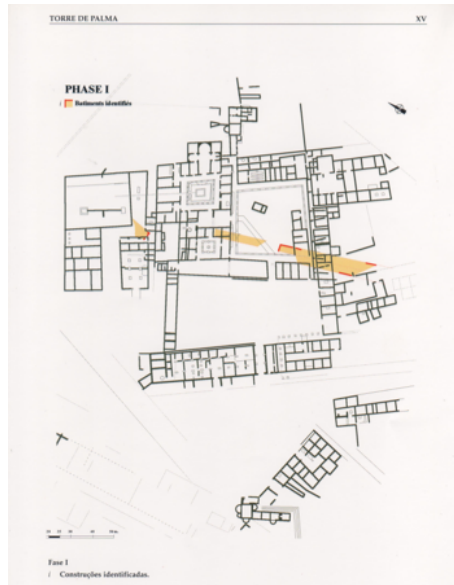 TORRE DE PALMA XV
PHASE I
i Batiments identifiés
Fase I
i Construções identificadas.